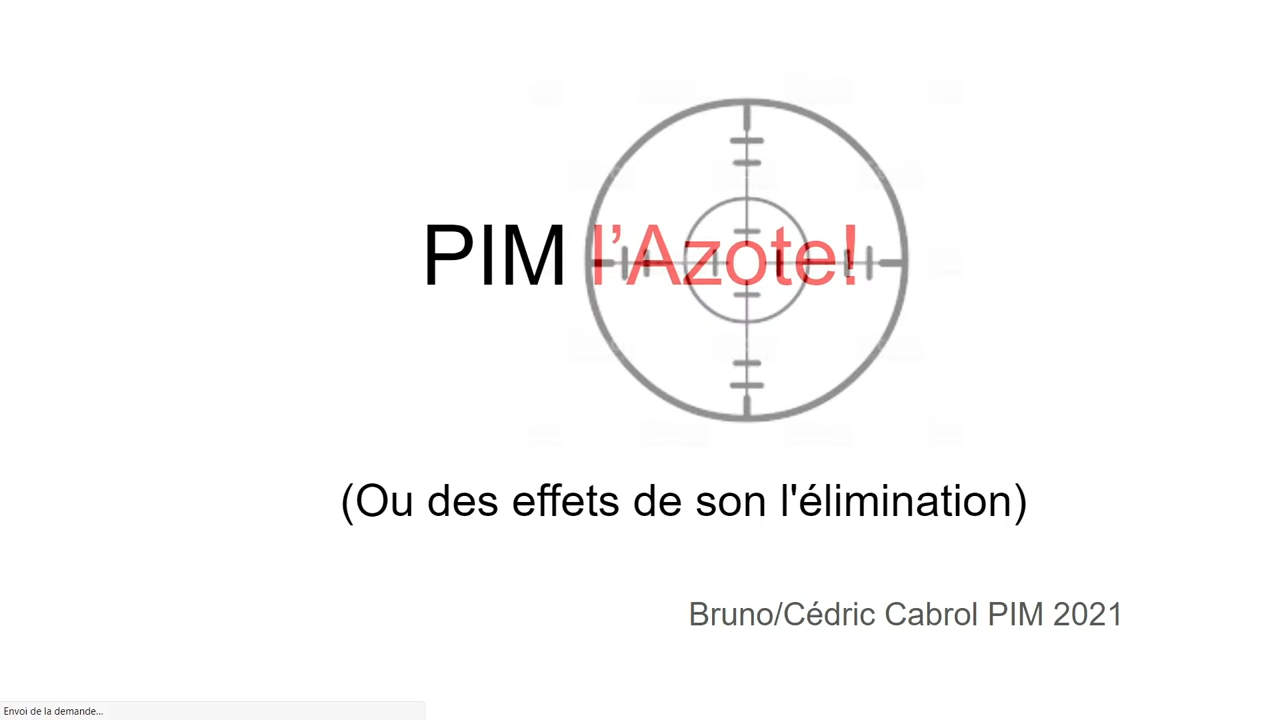 PIM l’Azote!
(Ou des effets de son l'élimination)
Bruno/Cédric Cabrol PIM 2021
Envoi de la demande...